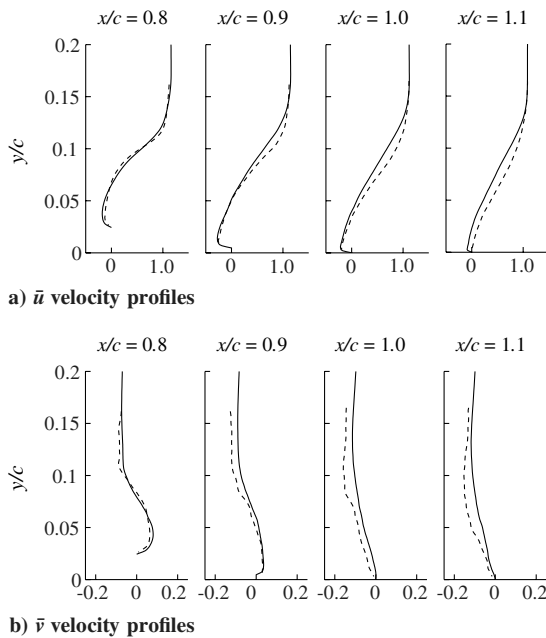 x/c = 0.8 x/c = 0.9 x/c = 1.0 x/c = 1.1
0.2
0.15
0.1
0.05
0
y/c
0 1.0 0 1.0 0 1.0 0 1.0
a) ū velocity profiles
x/c = 0.8 x/c = 0.9 x/c = 1.0 x/c = 1.1
0.2
0.15
0.1
0.05
0
y/c
-0.2 0 0.2 -0.2 0 0.2 -0.2 0 0.2 -0.2 0 0.2
b) v̄ velocity profiles